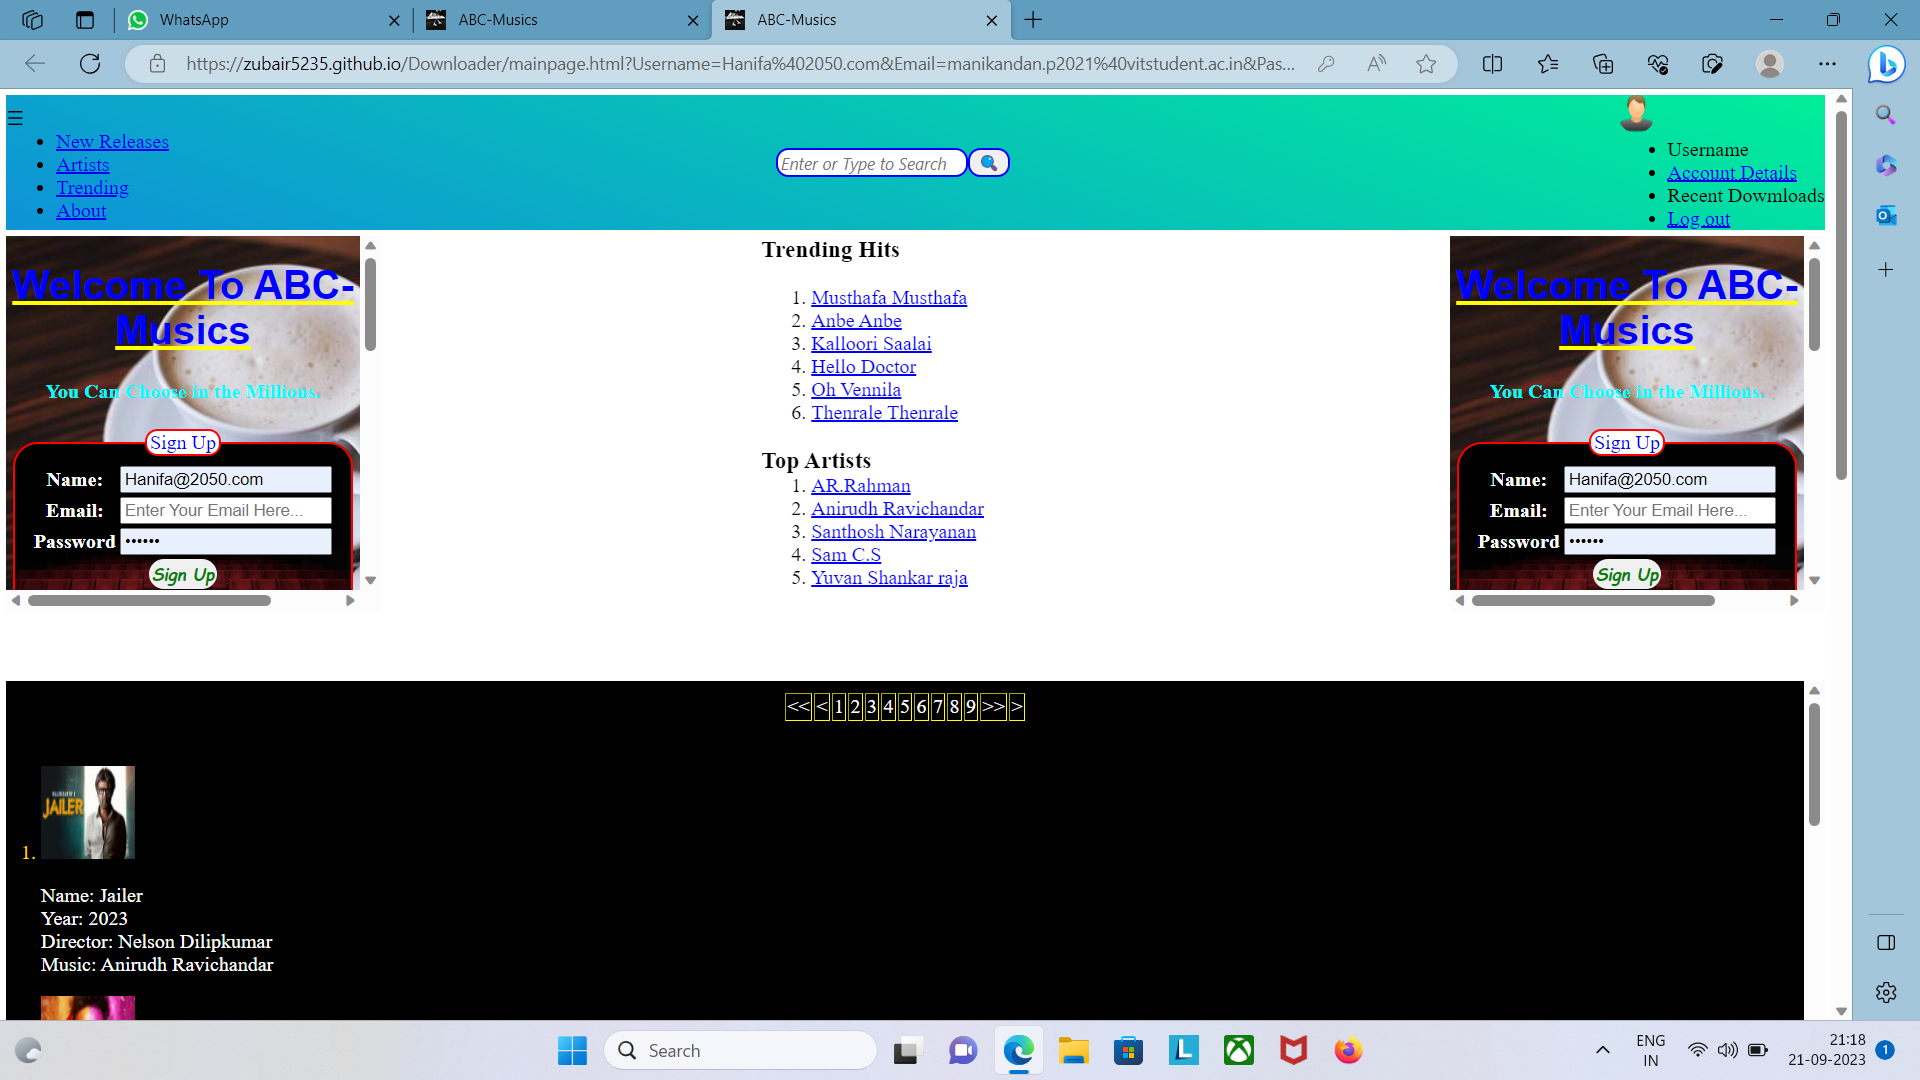 WhatsApp
ABC-Musics
ABC-Musics
https://zubair5235.github.io/Downloader/mainpage.html?Username=Hanifa%402050.com&Email=manikandan.p2021%40vitstudent.ac.in&Pas...
☰
• New Releases
• Artists
• Trending
• About
Enter or Type to Search
• Username
• Account Details
• Recent Dowmloads
• Log out
Welcome To ABC-
Musics
You Can Choose in the Millions.
Sign Up
Name: Hanifa@2050.com
Email: Enter Your Email Here...
Password ••••••
Sign Up
Trending Hits
1. Musthafa Musthafa
2. Anbe Anbe
3. Kalloori Saalai
4. Hello Doctor
5. Oh Vennila
6. Thenrale Thenrale
Top Artists
1. AR.Rahman
2. Anirudh Ravichandar
3. Santhosh Narayanan
4. Sam C.S
5. Yuvan Shankar raja
Welcome To ABC-
Musics
You Can Choose in the Millions.
Sign Up
Name: Hanifa@2050.com
Email: Enter Your Email Here...
Password ••••••
Sign Up
<< < 1 2 3 4 5 6 7 8 9 >> >
JAILER
1.
Name: Jailer
Year: 2023
Director: Nelson Dilipkumar
Music: Anirudh Ravichandar
Search
ENG
IN
21:18
21-09-2023
1